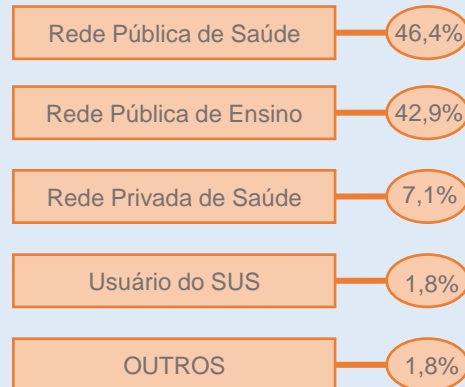 Rede Pública de Saúde 46,4%
Rede Pública de Ensino 42,9%
Rede Privada de Saúde 7,1%
Usuário do SUS 1,8%
OUTROS 1,8%